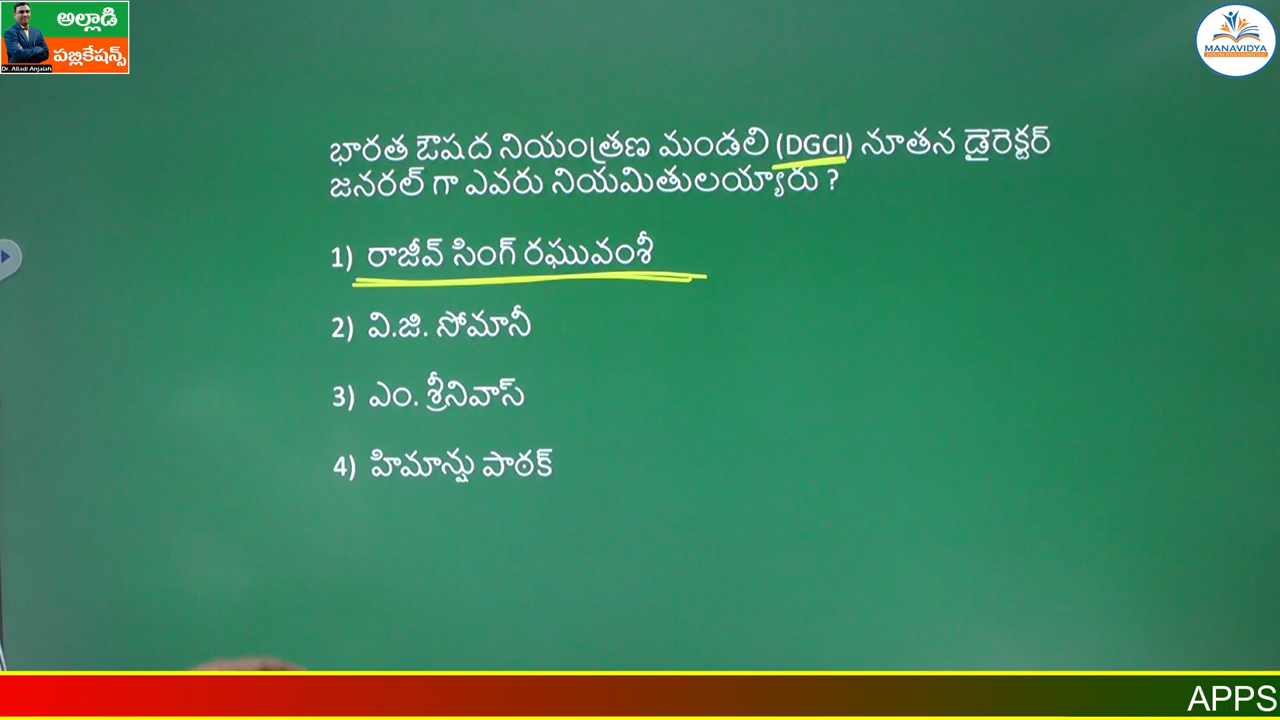 అల్లాడి
పబ్లికేషన్స్
Dr. Alladi Anjaiah
MANAVIDYA
భారత ఔషద నియంత్రణ మండలి (DGCI) నూతన డైరెక్టర్
జనరల్ గా ఎవరు నియమితులయ్యారు ?
1) రాజీవ్ సింగ్ రఘువంశీ
2) వి.జి. సోమానీ
3) ఎం. శ్రీనివాస్
4) హిమాన్షు పాఠక్
APPS